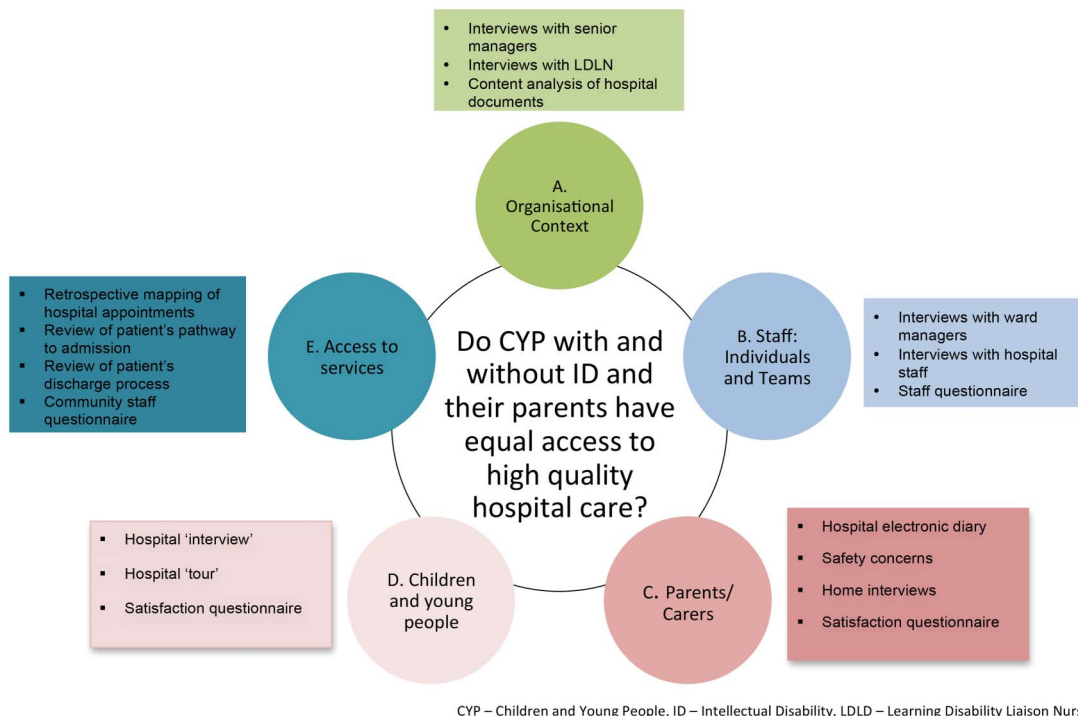 • Interviews with senior
managers
• Interviews with LDLN
• Content analysis of hospital
documents
A.
Organisational
Context
▪ Retrospective mapping of
hospital appointments
▪ Review of patient's pathway
to admission
▪ Review of patient's
discharge process
▪ Community staff
questionnaire
E. Access to
services
Do CYP with and
without ID and
their parents have
equal access to
high quality
hospital care?
B. Staff:
Individuals
and Teams
• Interviews with ward
managers
• Interviews with hospital
staff
• Staff questionnaire
▪ Hospital ‘interview’
▪ Hospital ‘tour’
▪ Satisfaction questionnaire
D. Children
and young
people
C. Parents/
Carers
▪ Hospital electronic diary
▪ Safety concerns
▪ Home interviews
▪ Satisfaction questionnaire
CYP – Children and Young People, ID – Intellectual Disability, LDLD – Learning Disability Liaison Nurs